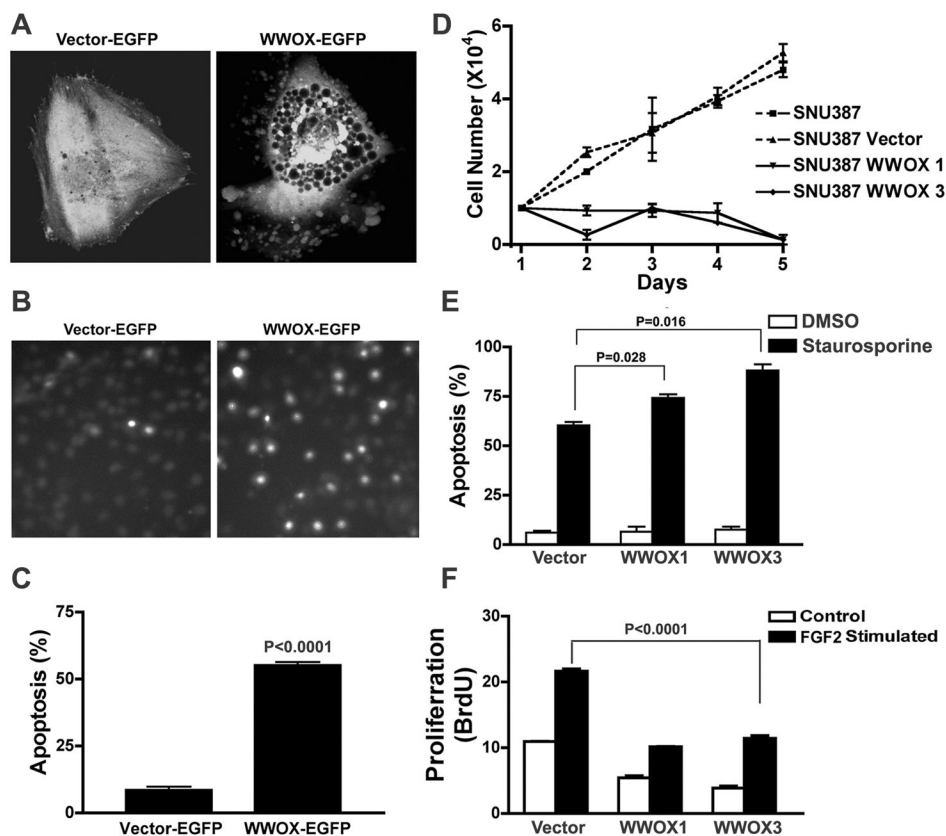 A
Vector-EGFP
WWOX-EGFP
B
Vector-EGFP
WWOX-EGFP
C
Apoptosis (%)
75
50
25
0
P<0.0001
Vector-EGFP
WWOX-EGFP
D
Cell Number (X10⁴)
6
4
2
0
1 2 3 4 5
Days
SNU387
SNU387 Vector
SNU387 WWOX 1
SNU387 WWOX 3
E
P=0.016
P=0.028
DMSO
Staurosporine
Apoptosis (%)
100
75
50
25
0
Vector WWOX1 WWOX3
F
P<0.0001
Control
FGF2 Stimulated
Proliferration
(BrdU)
30
20
10
0
Vector WWOX1 WWOX3